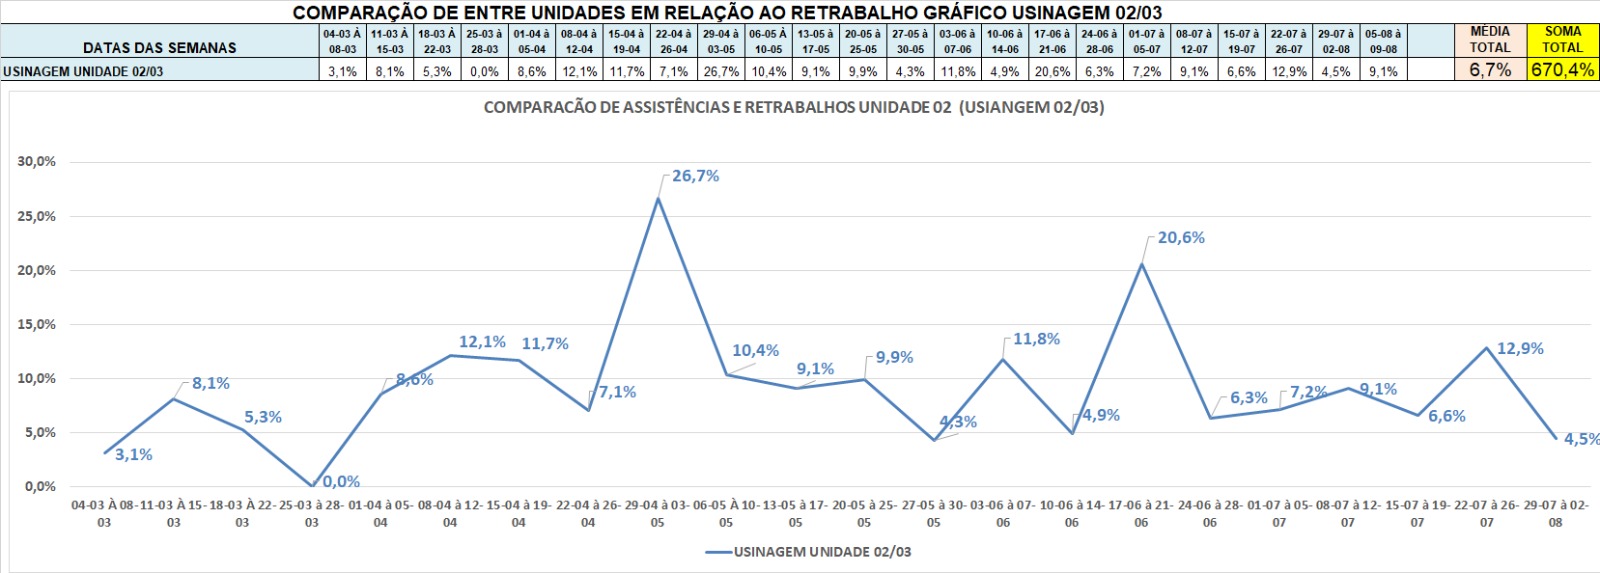 COMPARAÇÃO DE ENTRE UNIDADES EM RELAÇÃO AO RETRABALHO GRÁFICO USINAGEM 02/03
DATAS DAS SEMANAS 04-03 À 08-03 11-03 À 15-03 18-03 À 22-03 25-03 à 28-03 01-04 à 05-04 08-04 à 12-04 15-04 à 19-04 22-04 à 26-04 29-04 à 03-05 06-05 À 10-05 13-05 à 17-05 20-05 à 25-05 27-05 à 30-05 03-06 à 07-06 10-06 à 14-06 17-06 à 21-06 24-06 à 28-06 01-07 à 05-07 08-07 à 12-07 15-07 à 19-07 22-07 à 26-07 29-07 à 02-08 05-08 à 09-08 MÉDIA TOTAL SOMA TOTAL
USINAGEM UNIDADE 02/03 3,1% 8,1% 5,3% 0,0% 8,6% 12,1% 11,7% 7,1% 26,7% 10,4% 9,1% 9,9% 4,3% 11,8% 4,9% 20,6% 6,3% 7,2% 9,1% 6,6% 12,9% 4,5% 9,1% 6,7% 670,4%
COMPARACÃO DE ASSISTÊNCIAS E RETRABALHOS UNIDADE 02 (USIANGEM 02/03)
30,0%
25,0%
20,0%
15,0%
10,0%
5,0%
0,0%
3,1% 8,1% 5,3% 0,0% 8,6% 12,1% 11,7% 7,1% 26,7% 10,4% 9,1% 9,9% 4,3% 11,8% 4,9% 20,6% 6,3% 7,2% 9,1% 6,6% 12,9% 4,5%
04-03 À 08-11-03 À 15-18-03 À 22-25-03 à 28-01-04 à 05-08-04 à 12-15-04 à 19-22-04 à 26-29-04 à 03-06-05 À 10-13-05 à 17-20-05 à 25-27-05 à 30-03-06 à 07-10-06 à 14-17-06 à 21-24-06 à 28-01-07 à 05-08-07 à 12-15-07 à 19-22-07 à 26-29-07 à 02-
03 03 03 03 04 04 04 04 05 05 05 05 05 06 06 06 06 07 07 07 07 08
USINAGEM UNIDADE 02/03